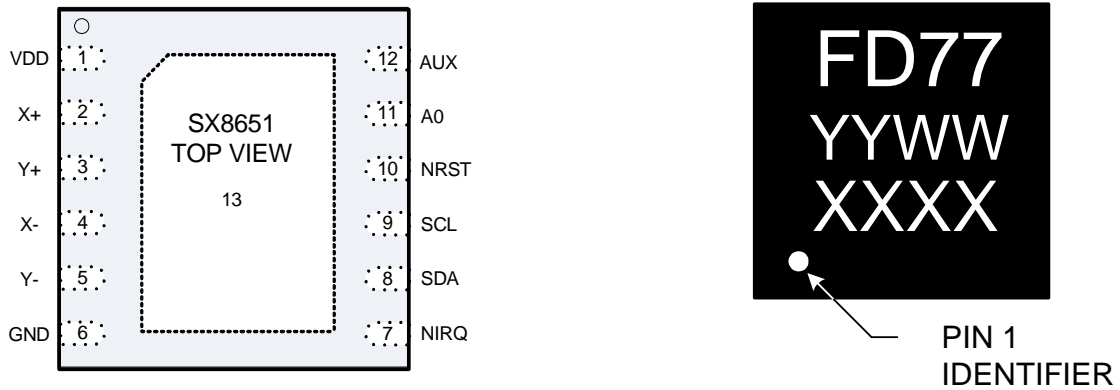 VDD 1
X+ 2
Y+ 3
X- 4
Y- 5
GND 6
SX8651
TOP VIEW
13
12 AUX
11 A0
10 NRST
9 SCL
8 SDA
7 NIRQ
FD77
YYWW
XXXX
PIN 1
IDENTIFIER